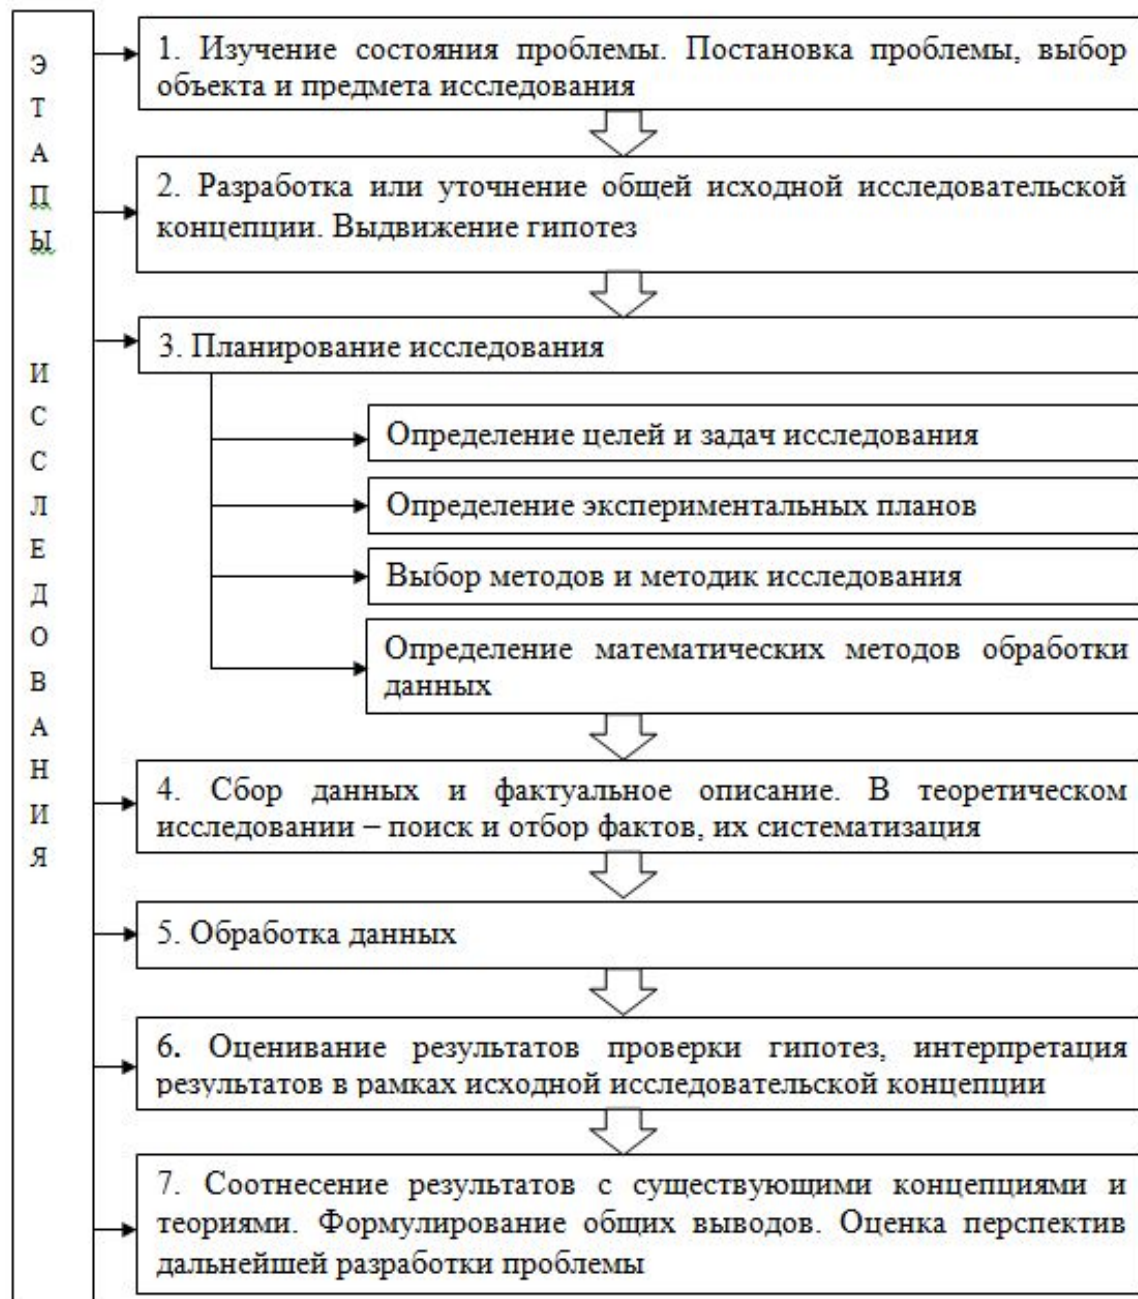 ЭТАПЫ ИССЛЕДОВАНИЯ
1. Изучение состояния проблемы. Постановка проблемы, выбор
объекта и предмета исследования
2. Разработка или уточнение общей исходной исследовательской
концепции. Выдвижение гипотез
3. Планирование исследования
Определение целей и задач исследования
Определение экспериментальных планов
Выбор методов и методик исследования
Определение математических методов обработки
данных
4. Сбор данных и фактуальное описание. В теоретическом
исследовании – поиск и отбор фактов, их систематизация
5. Обработка данных
6. Оценивание результатов проверки гипотез, интерпретация
результатов в рамках исходной исследовательской концепции
7. Соотнесение результатов с существующими концепциями и
теориями. Формулирование общих выводов. Оценка перспектив
дальнейшей разработки проблемы